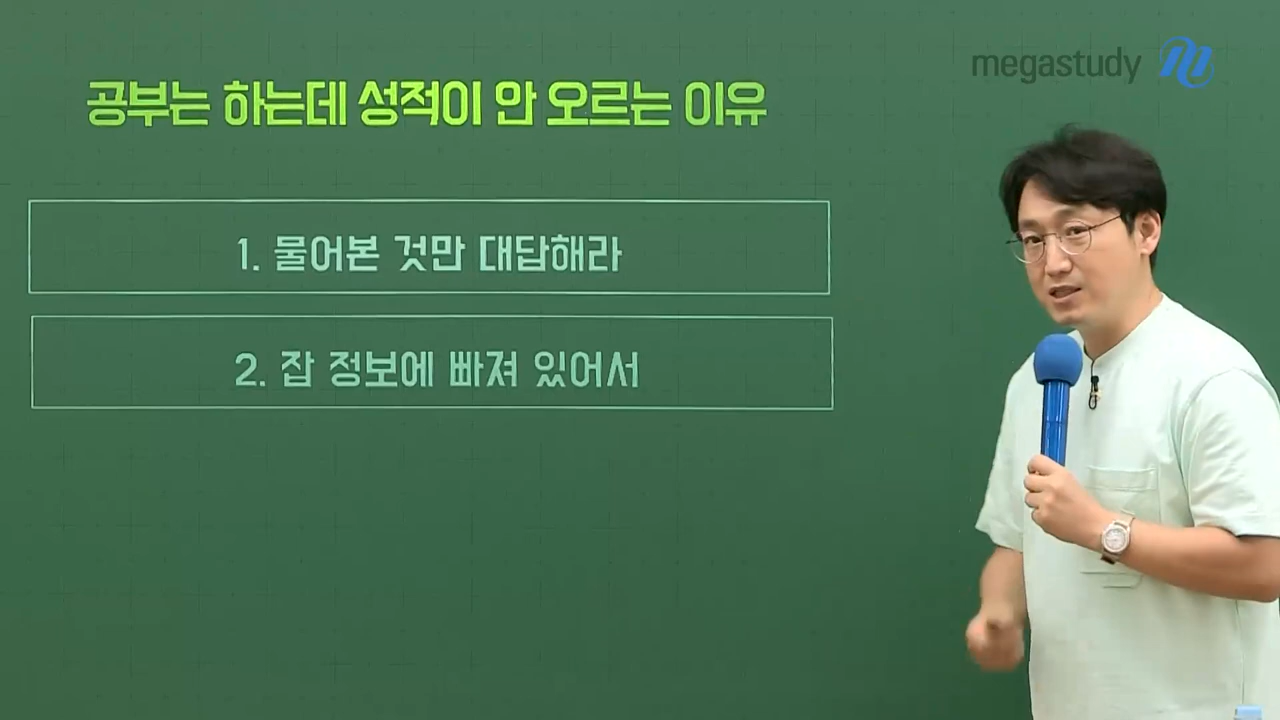 megastudy
공부는 하는데 성적이 안 오르는 이유
1. 물어본 것만 대답해라
2. 잡 정보에 빠져 있어서